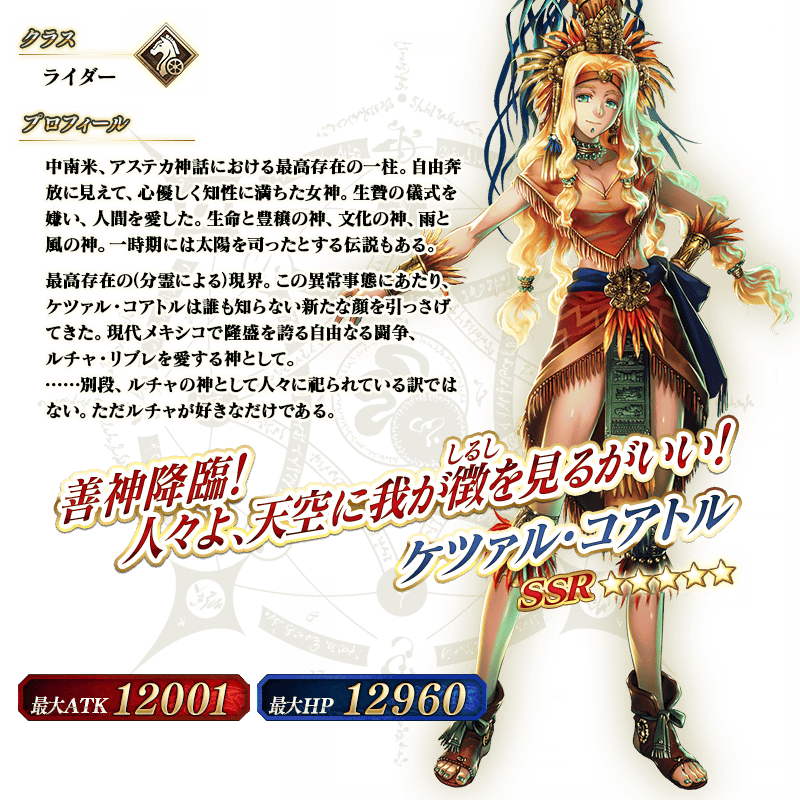 クラス
ライダー
プロフィール
中南米、アステカ神話における最高存在の一柱。自由奔
放に見えて、心優しく知性に満ちた女神。生贄の儀式を
嫌い、人間を愛した。生命と豊穣の神、文化の神、雨と
風の神。一時期には太陽を司ったとする伝説もある。
最高存在の(分霊による)現界。この異常事態にあたり、
ケツァル・コアトルは誰も知らない新たな顔を引っさげ
てきた。現代メキシコで隆盛を誇る自由なる闘争、
ルチャ・リブレを愛する神として。
……別段、ルチャの神として人々に祀られている訳では
ない。ただルチャが好きなだけである。
善神降臨!
しるし
人々よ、天空に我が徴を見るがいい!
ケツァル・コアトル
SSR ☆☆☆☆☆
最大ATK 12001
最大HP 12960